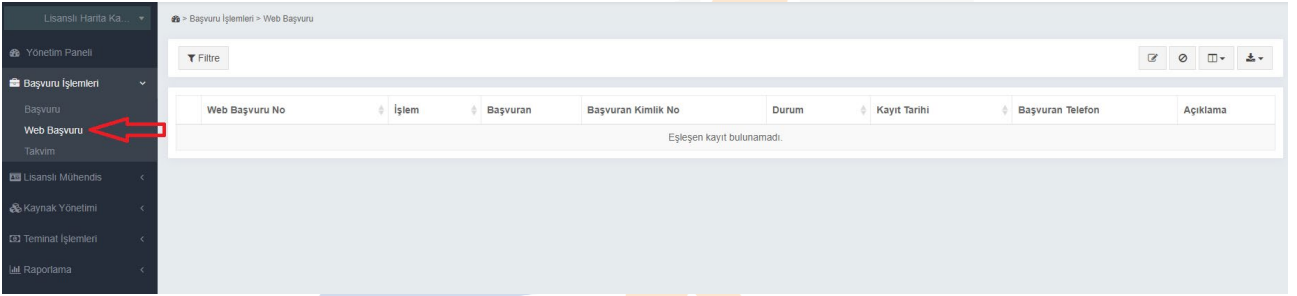 Lisanslı Harita Ka...
> Başvuru İşlemleri > Web Başvuru
Yönetim Paneli
Filtre
Başvuru İşlemleri
Başvuru
Web Başvuru
Takvim
Lisanslı Mühendis
Kaynak Yönetimi
Teminat İşlemleri
Raporlama
Web Başvuru No İşlem Başvuran Başvuran Kimlik No Durum Kayıt Tarihi Başvuran Telefon Açıklama
Eşleşen kayıt bulunamadı.